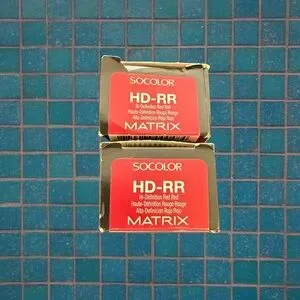 SOCOLOR
HD-RR
Hi-Definition Red Red
Haute-Définition Rouge Rouge
Alta-Definición Rojo Rojo
MATRIX
SOCOLOR
HD-RR
Hi-Definition Red Red
Haute-Définition Rouge Rouge
Alta-Definición Rojo Rojo
MATRIX